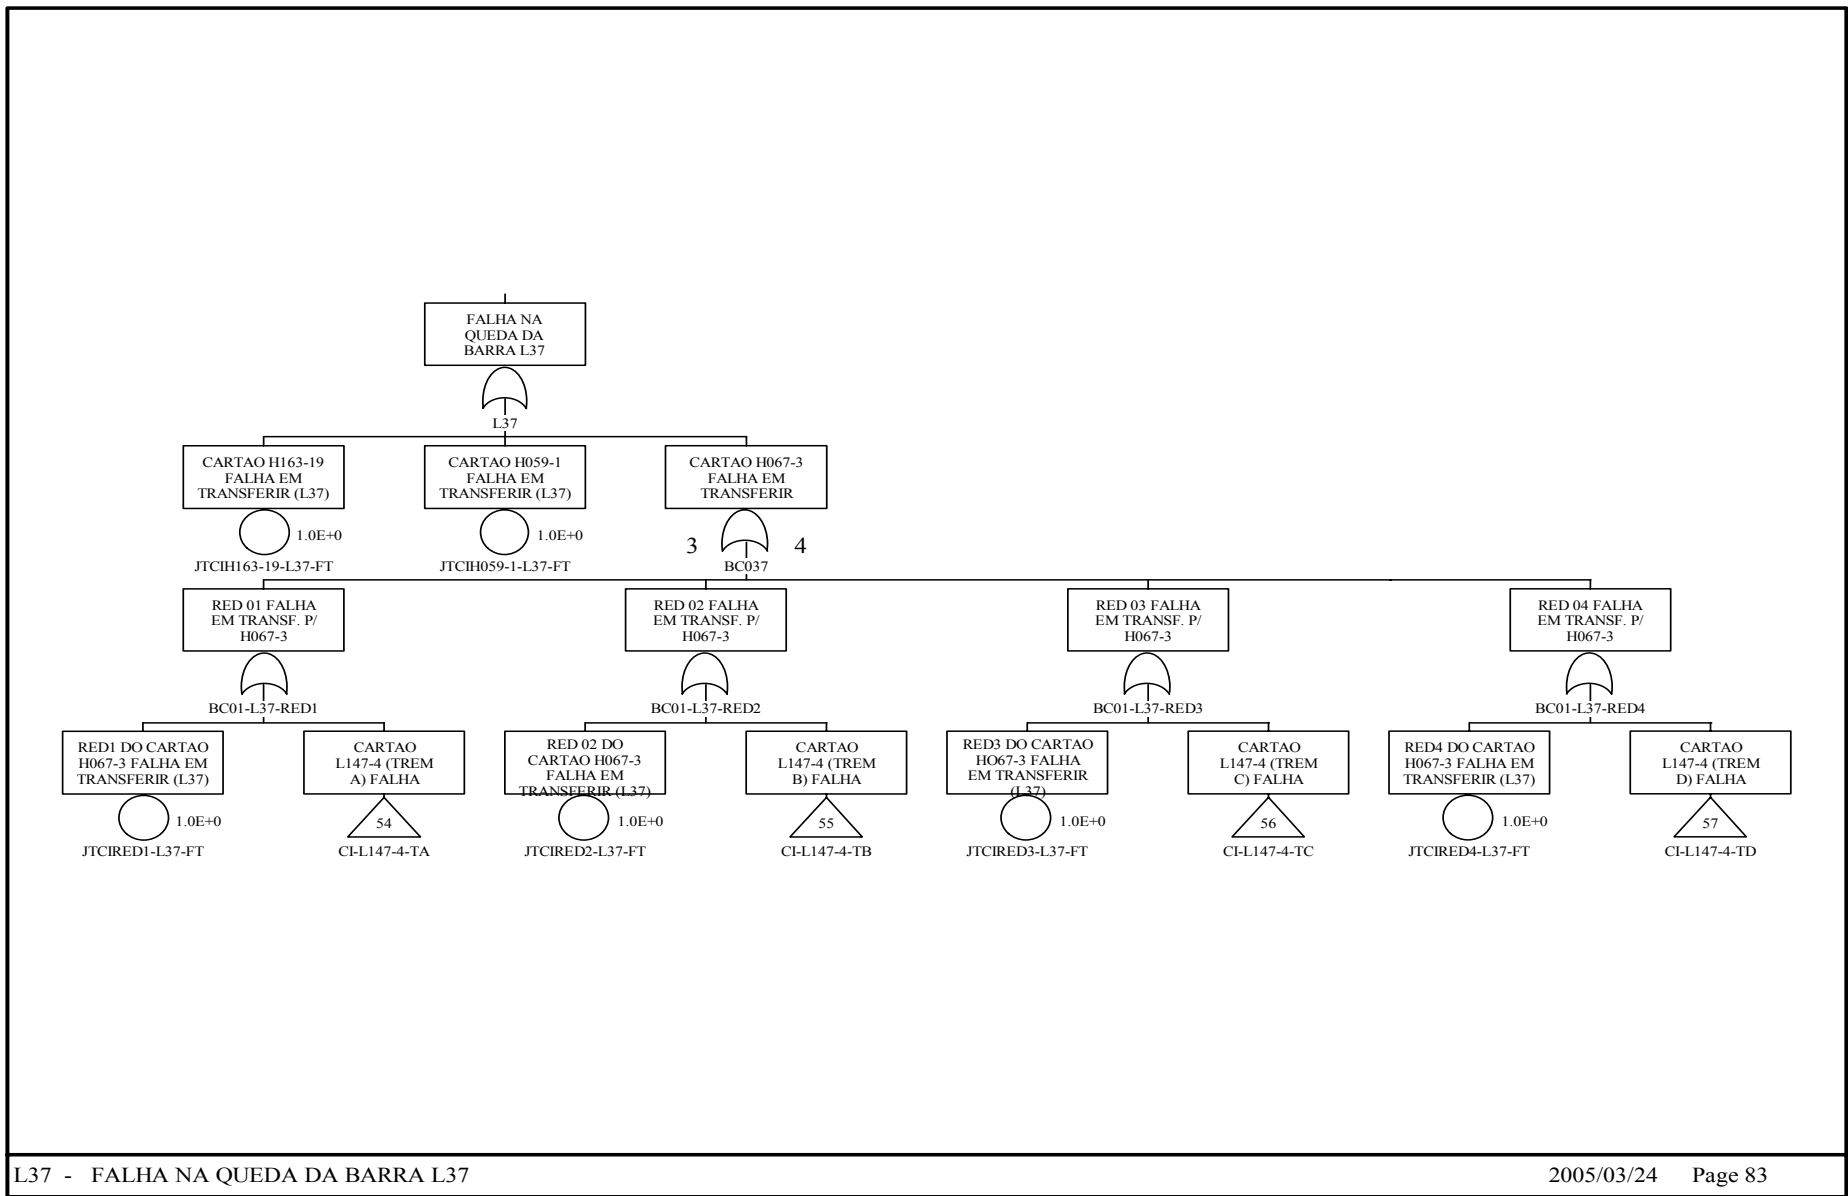 FALHA NA
QUEDA DA
BARRA L37
L37
CARTAO H163-19
FALHA EM
TRANSFERIR (L37)
1.0E+0
JTCIH163-19-L37-FT
CARTAO H059-1
FALHA EM
TRANSFERIR (L37)
1.0E+0
JTCIH059-1-L37-FT
CARTAO H067-3
FALHA EM
TRANSFERIR
3 4
BC037
RED 01 FALHA
EM TRANSF. P/
H067-3
BC01-L37-RED1
RED 02 FALHA
EM TRANSF. P/
H067-3
BC01-L37-RED2
RED 03 FALHA
EM TRANSF. P/
H067-3
BC01-L37-RED3
RED 04 FALHA
EM TRANSF. P/
H067-3
BC01-L37-RED4
RED1 DO CARTAO
H067-3 FALHA EM
TRANSFERIR (L37)
1.0E+0
JTCIRED1-L37-FT
CARTAO
L147-4 (TREM
A) FALHA
54
CI-L147-4-TA
RED 02 DO
CARTAO H067-3
FALHA EM
TRANSFERIR (L37)
1.0E+0
JTCIRED2-L37-FT
CARTAO
L147-4 (TREM
B) FALHA
55
CI-L147-4-TB
RED3 DO CARTAO
HO67-3 FALHA
EM TRANSFERIR
(L37)
1.0E+0
JTCIRED3-L37-FT
CARTAO
L147-4 (TREM
C) FALHA
56
CI-L147-4-TC
RED4 DO CARTAO
H067-3 FALHA EM
TRANSFERIR (L37)
1.0E+0
JTCIRED4-L37-FT
CARTAO
L147-4 (TREM
D) FALHA
57
CI-L147-4-TD
L37 - FALHA NA QUEDA DA BARRA L37
2005/03/24 Page 83